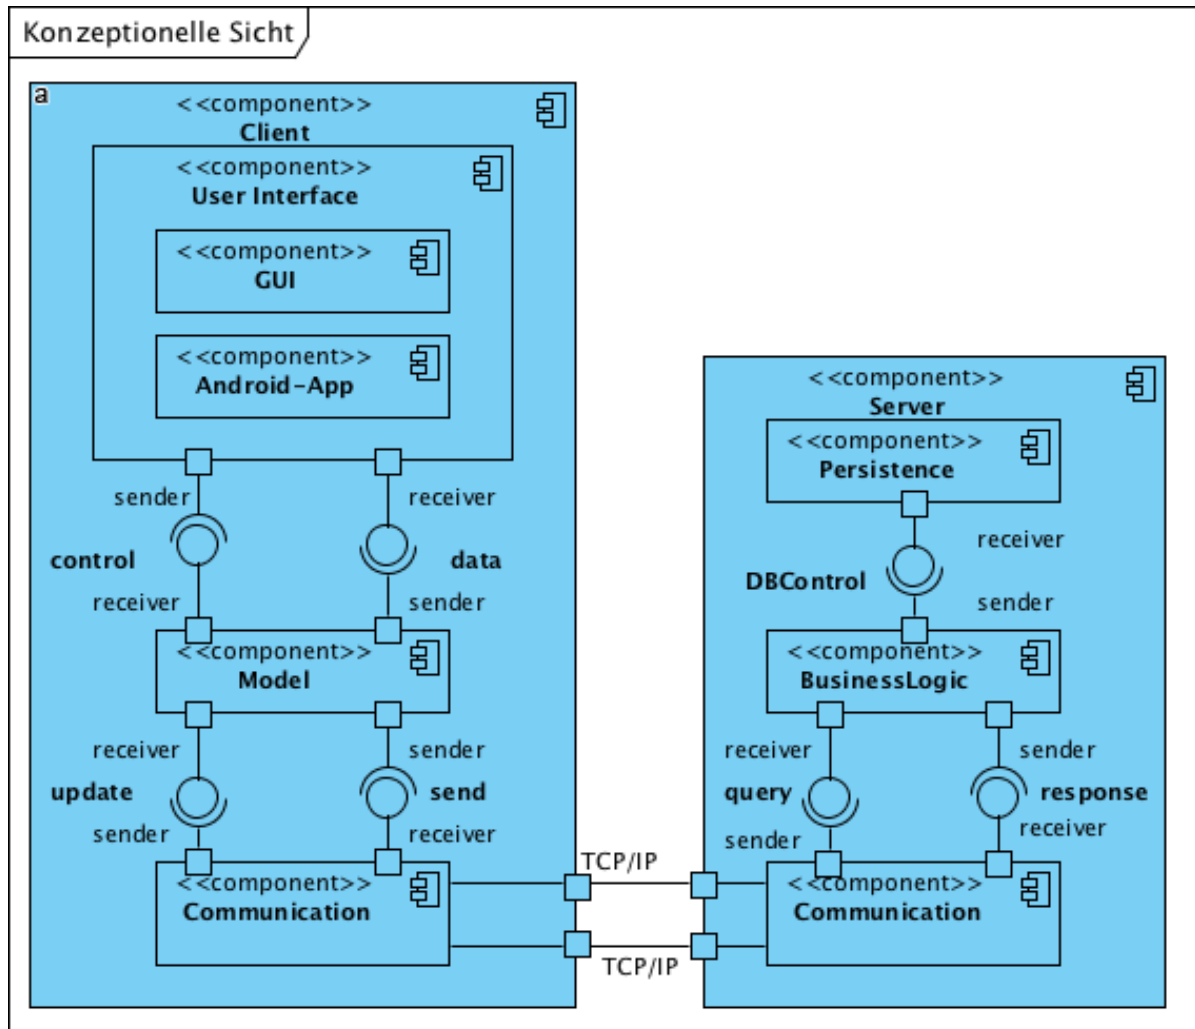 Konzeptionelle Sicht
a
<<component>>
Client
<<component>>
User Interface
<<component>>
GUI
<<component>>
Android-App
sender
receiver
control
data
receiver
sender
<<component>>
Model
receiver
sender
update
send
sender
receiver
<<component>>
Communication
TCP/IP
TCP/IP
<<component>>
Server
<<component>>
Persistence
receiver
DBControl
sender
<<component>>
BusinessLogic
receiver
sender
query
response
sender
receiver
<<component>>
Communication